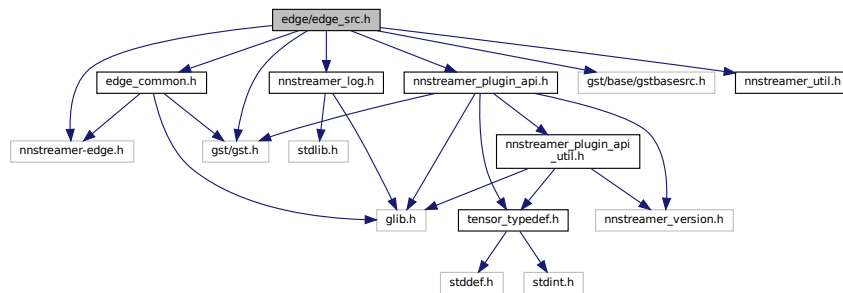 edge/edge_src.h
edge_common.h
nnstreamer_log.h
nnstreamer_plugin_api.h
gst/base/gstbasesrc.h
nnstreamer_util.h
nnstreamer-edge.h
gst/gst.h
stdlib.h
nnstreamer_plugin_api
_util.h
glib.h
tensor_typedef.h
nnstreamer_version.h
stddef.h
stdint.h